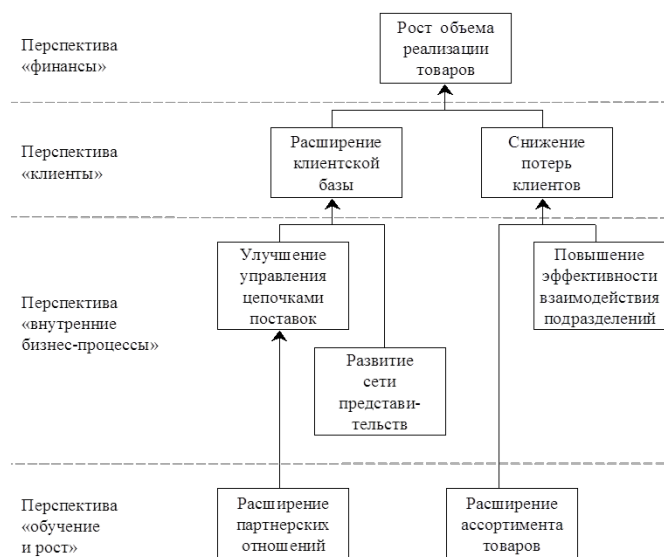 Перспектива
«финансы»
Рост объема
реализации
товаров
Перспектива
«клиенты»
Расширение
клиентской
базы
Снижение
потерь
клиентов
Перспектива
«внутренние
бизнес-процессы»
Улучшение
управления
цепочками
поставок
Повышение
эффективности
взаимодействия
подразделений
Развитие
сети
представи-
тельств
Перспектива
«обучение
и рост»
Расширение
партнерских
отношений
Расширение
ассортимента
товаров